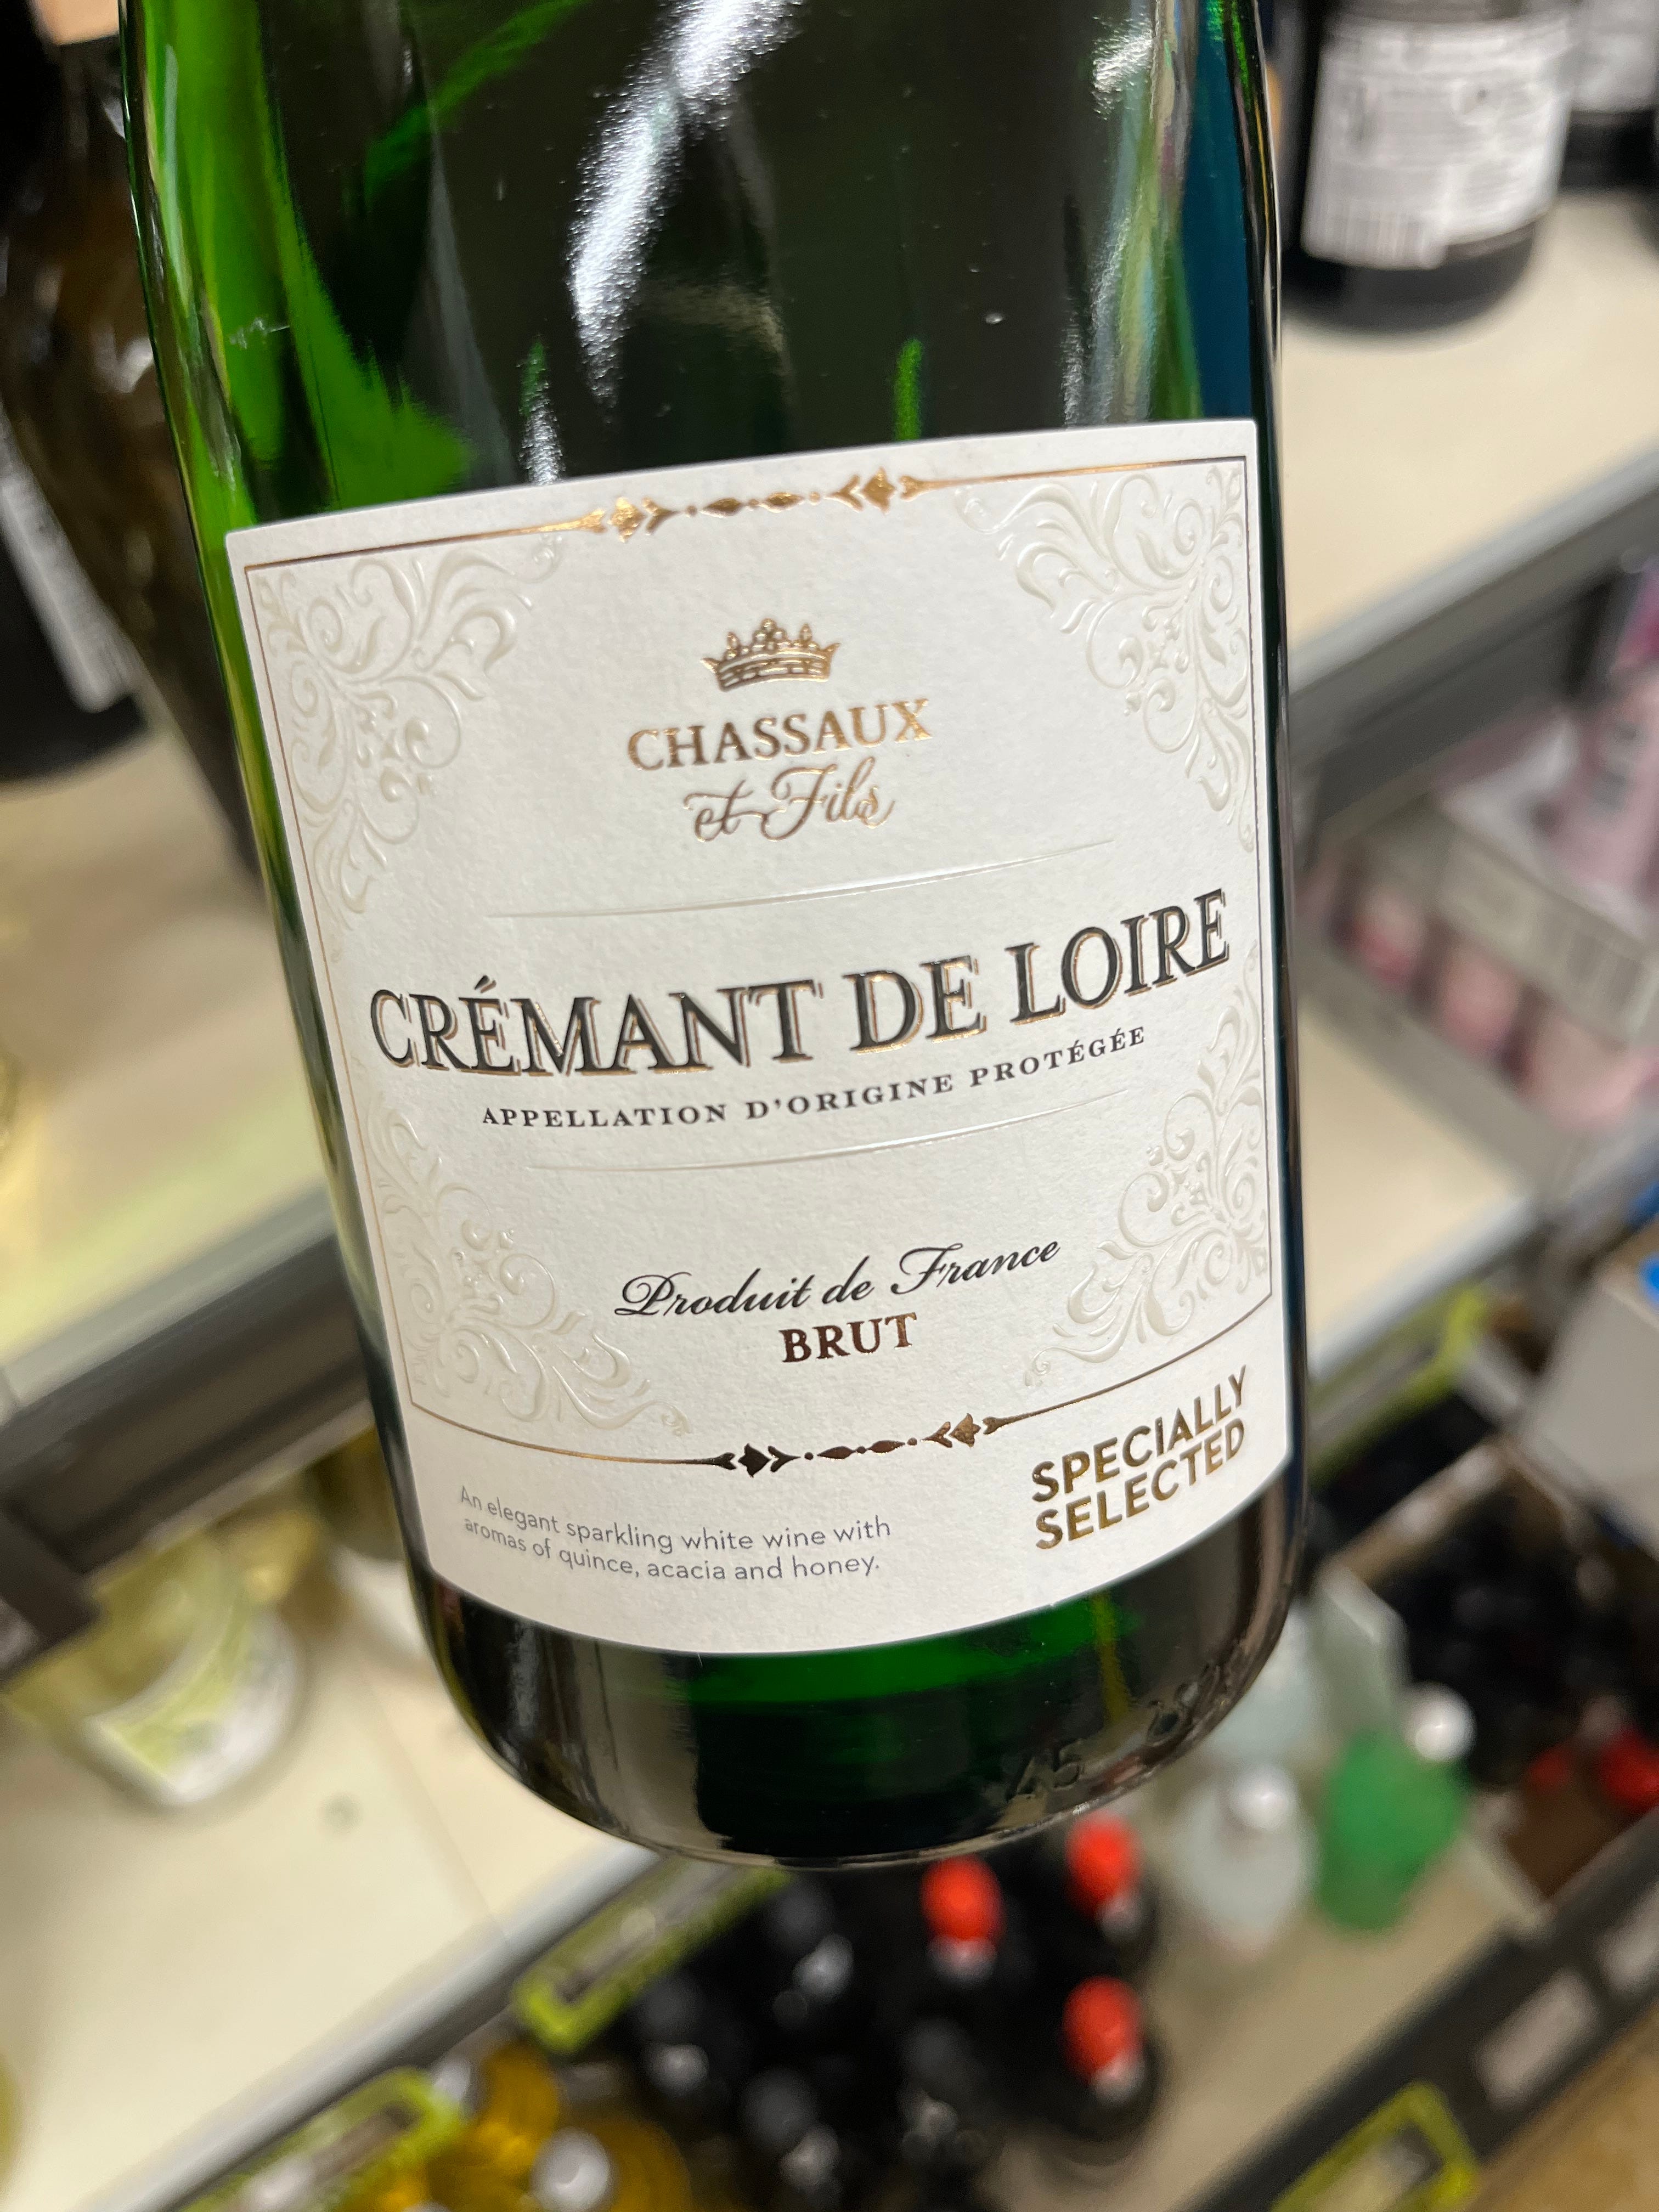 CHASSAUX
et Fils
CRÉMANT DE LOIRE
APPELLATION D'ORIGINE PROTÉGÉE
Produit de France
BRUT
SPECIALLY
SELECTED
An elegant sparkling white wine with
aromas of quince, acacia and honey.